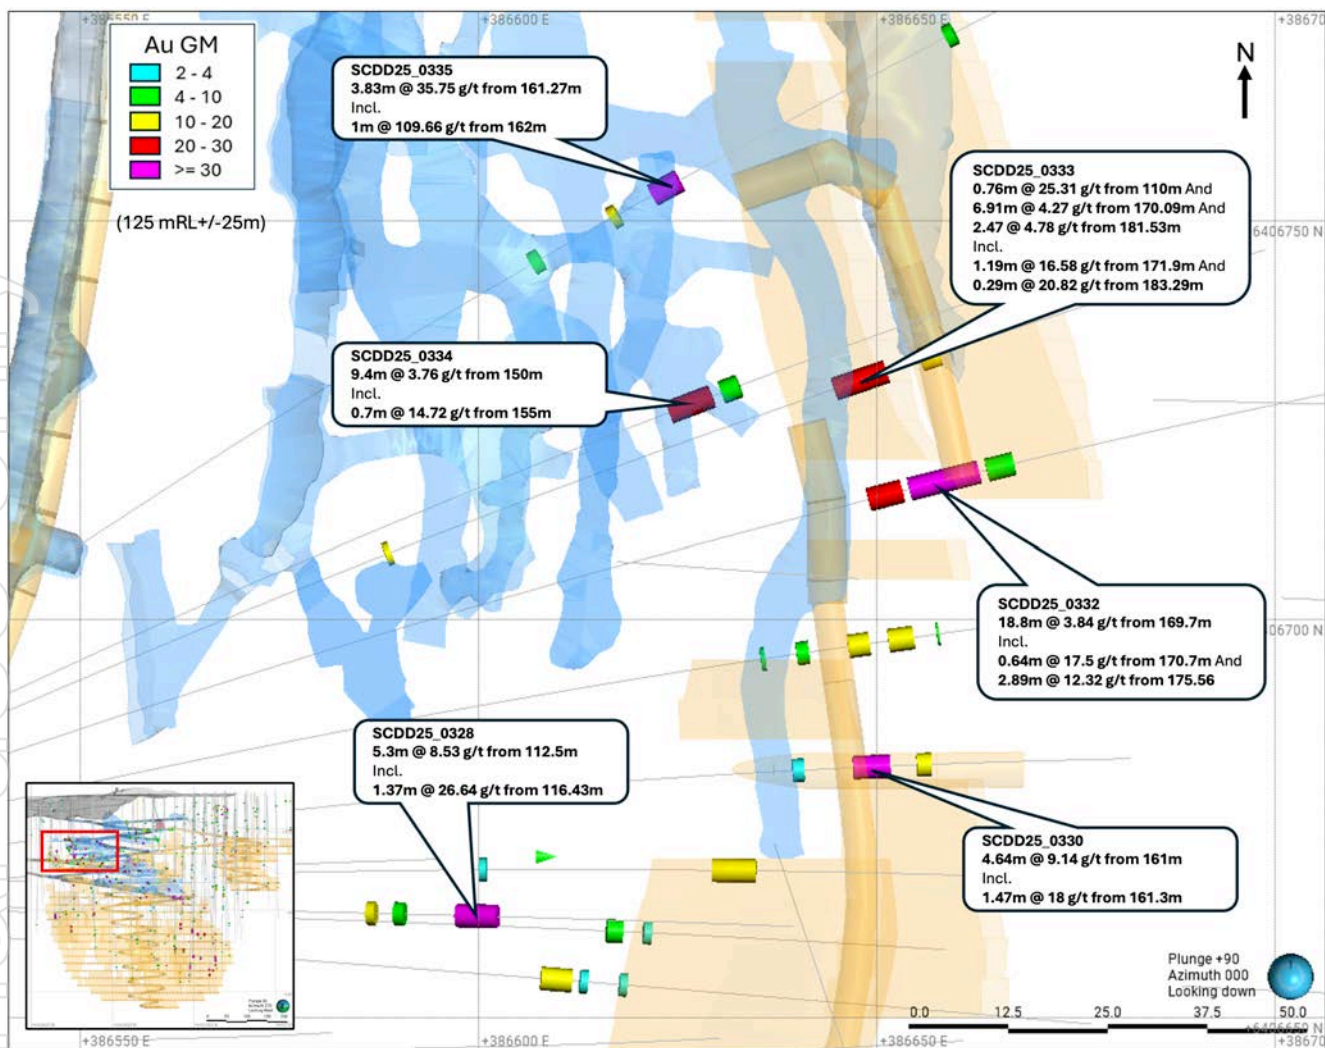 +386550 E
+386600 E
+386650 E
+38670
Au GM
2 - 4
4 - 10
10 - 20
20 - 30
>= 30
(125 mRL+/-25m)
N
SCDD25_0335
3.83m @ 35.75 g/t from 161.27m
Incl.
1m @ 109.66 g/t from 162m
SCDD25_0333
0.76m @ 25.31 g/t from 110m And
6.91m @ 4.27 g/t from 170.09m And
2.47 @ 4.78 g/t from 181.53m
Incl.
1.19m @ 16.58 g/t from 171.9m And
0.29m @ 20.82 g/t from 183.29m
6406750 N
SCDD25_0334
9.4m @ 3.76 g/t from 150m
Incl.
0.7m @ 14.72 g/t from 155m
SCDD25_0332
18.8m @ 3.84 g/t from 169.7m
Incl.
0.64m @ 17.5 g/t from 170.7m And
2.89m @ 12.32 g/t from 175.56
06700 N
SCDD25_0328
5.3m @ 8.53 g/t from 112.5m
Incl.
1.37m @ 26.64 g/t from 116.43m
SCDD25_0330
4.64m @ 9.14 g/t from 161m
Incl.
1.47m @ 18 g/t from 161.3m
Plunge +90
Azimuth 000
Looking down
0.0 12.5 25.0 37.5 50.0
+6406650 N
+386550 E
+386600 E
+386650 E
+38670